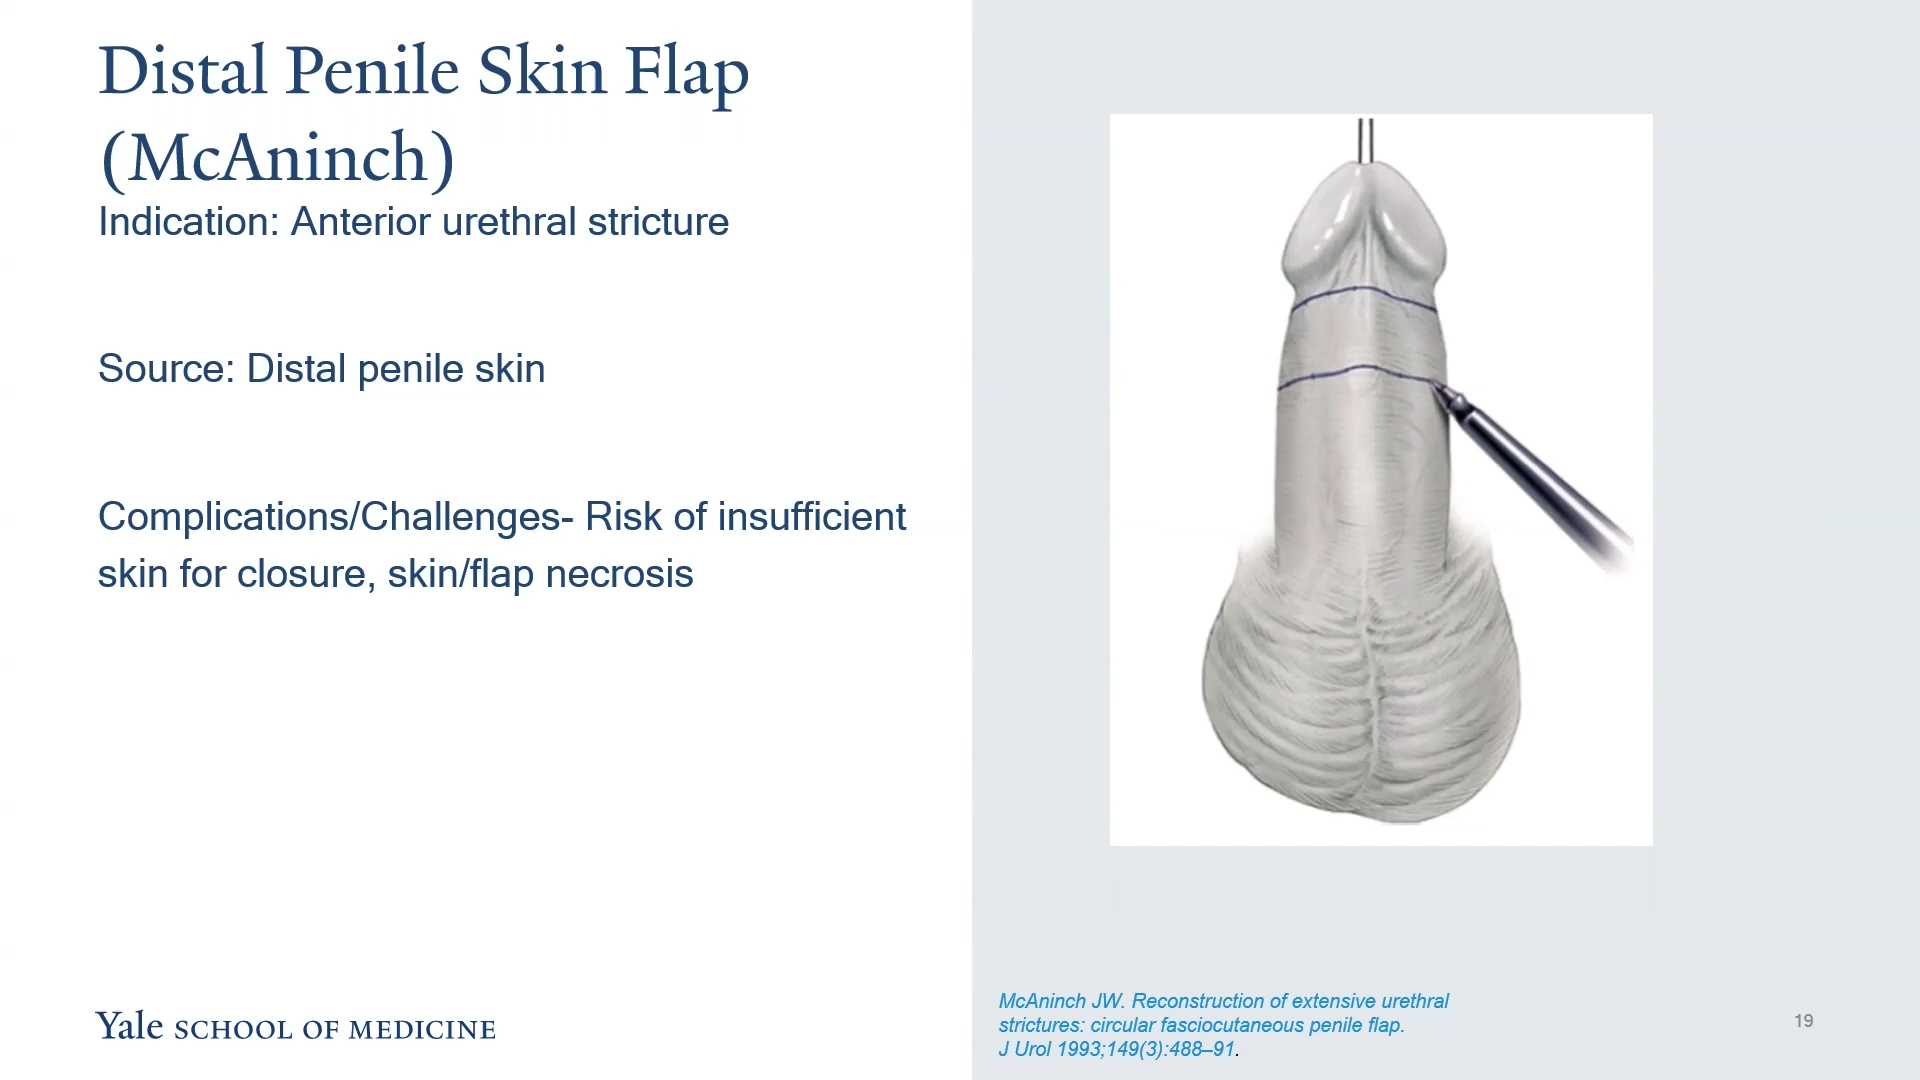 Distal Penile Skin Flap
(McAninch)
Indication: Anterior urethral stricture
Source: Distal penile skin
Complications/Challenges- Risk of insufficient
skin for closure, skin/flap necrosis
Yale SCHOOL OF MEDICINE
McAninch JW. Reconstruction of extensive urethral
strictures: circular fasciocutaneous penile flap.
J Urol 1993;149(3):488–91.
19